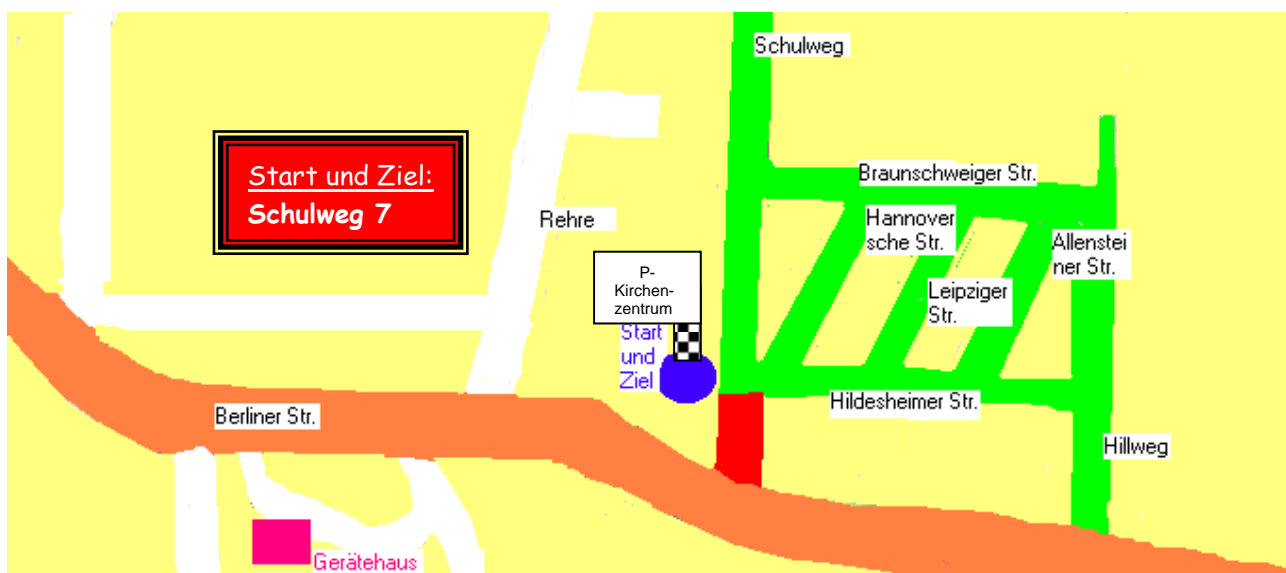 Schulweg
Start und Ziel:
Schulweg 7
Braunschweiger Str.
Rehre
Hannover
sche Str.
Allenstei
ner Str.
P-
Kirchen-
zentrum
Leipziger
Str.
Start
und
Ziel
Hildesheimer Str.
Berliner Str.
Hillweg
Gerätehaus